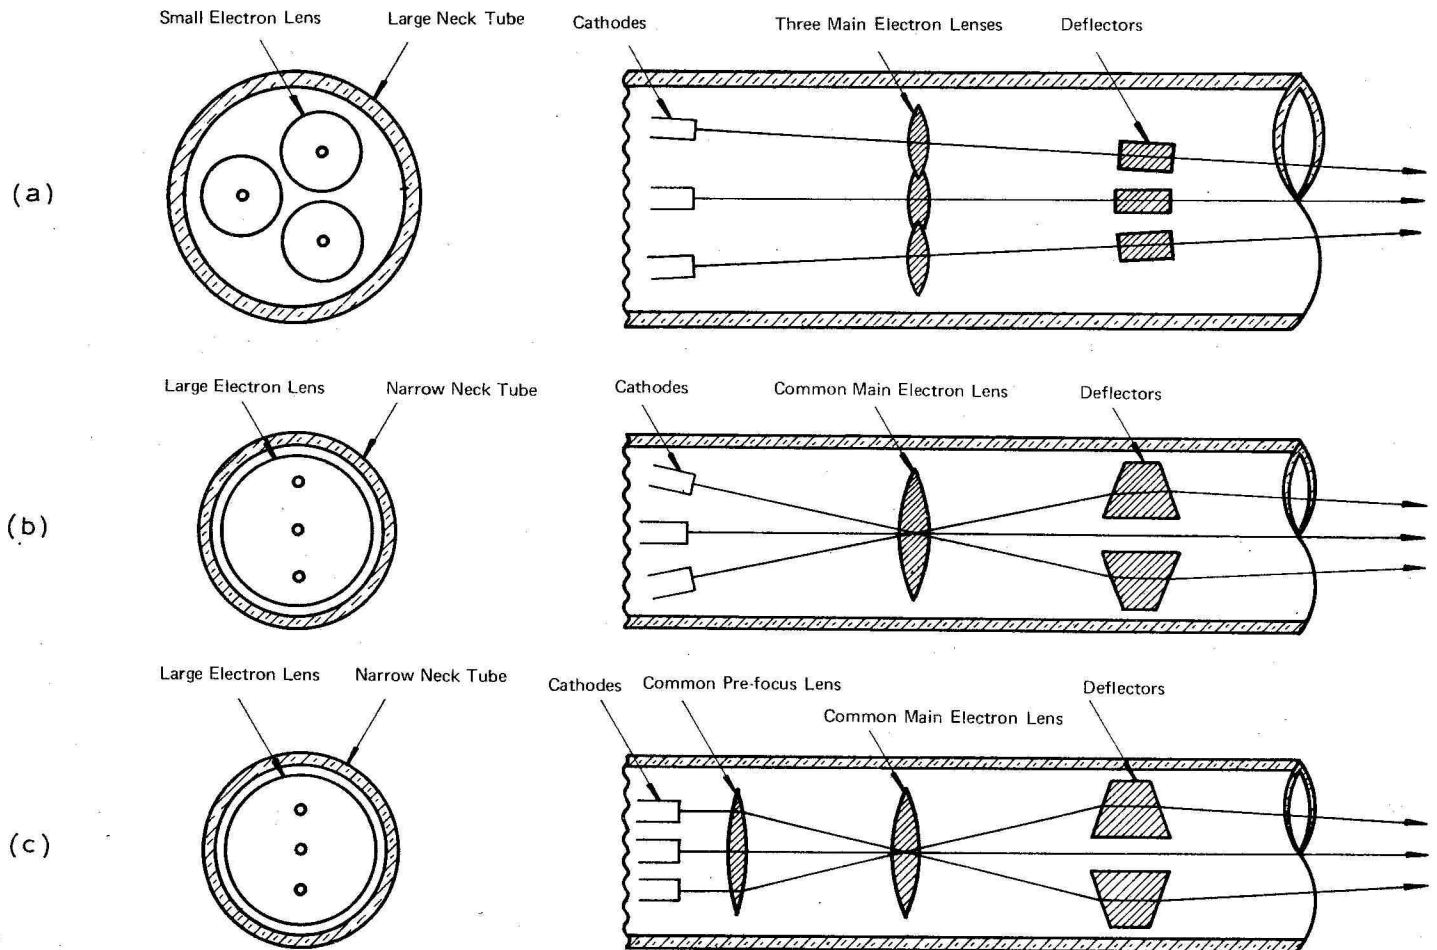 Small Electron Lens
Large Neck Tube
Cathodes
Three Main Electron Lenses
Deflectors
(a)
Large Electron Lens
Narrow Neck Tube
Cathodes
Common Main Electron Lens
Deflectors
(b)
Large Electron Lens
Narrow Neck Tube
Cathodes
Common Pre-focus Lens
Common Main Electron Lens
Deflectors
(c)